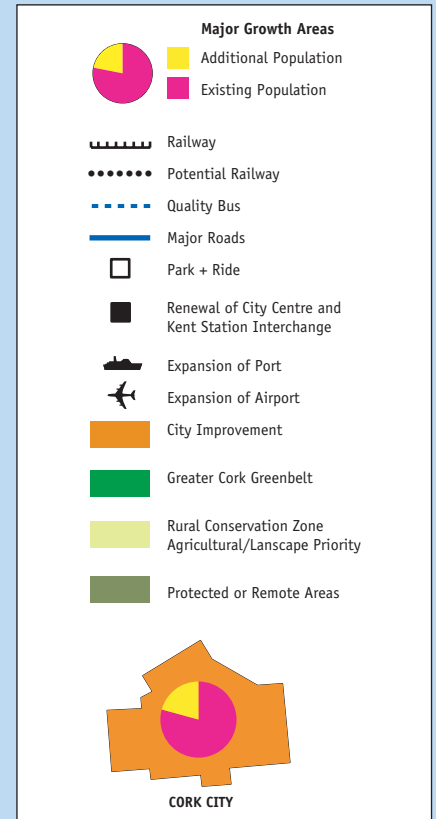 Major Growth Areas
Additional Population
Existing Population
Railway
Potential Railway
Quality Bus
Major Roads
Park + Ride
Renewal of City Centre and
Kent Station Interchange
Expansion of Port
Expansion of Airport
City Improvement
Greater Cork Greenbelt
Rural Conservation Zone
Agricultural/Lanscape Priority
Protected or Remote Areas
CORK CITY